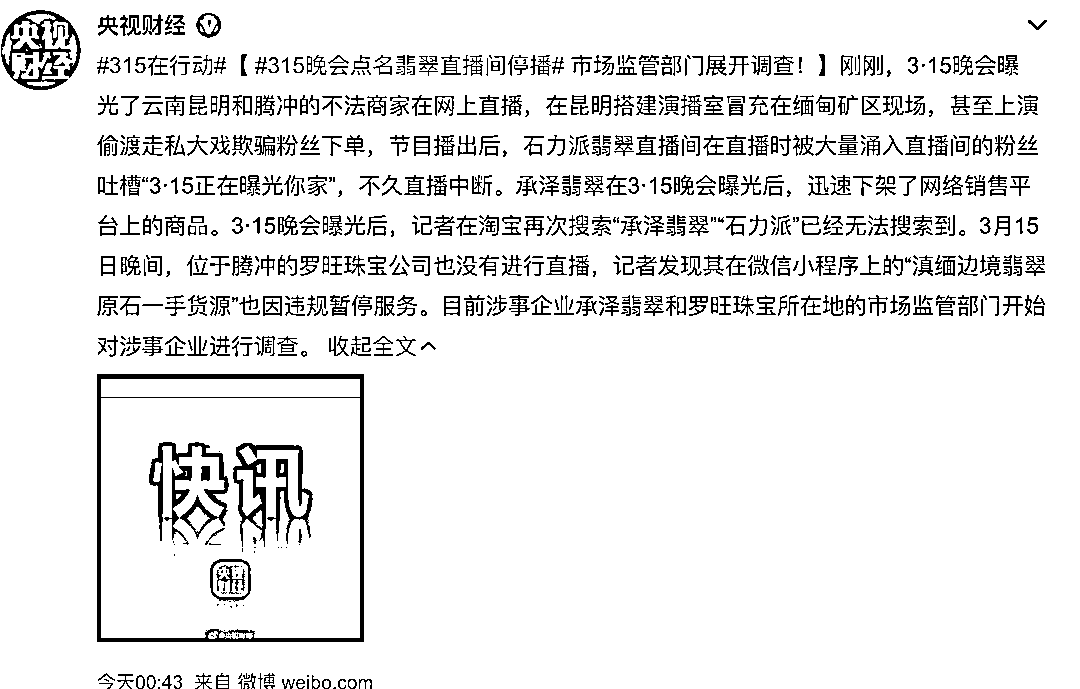 央视财经
央视财经
#315在行动#【 #315晚会点名翡翠直播间停播# 市场监管部门展开调查！】刚刚，3·15晚会曝
光了云南昆明和腾冲的不法商家在网上直播，在昆明搭建演播室冒充在缅甸矿区现场，甚至上演
偷渡走私大戏欺骗粉丝下单，节目播出后，石力派翡翠直播间在直播时被大量涌入直播间的粉丝
吐槽“3·15正在曝光你家”，不久直播中断。承泽翡翠在3·15晚会曝光后，迅速下架了网络销售平
台上的商品。3·15晚会曝光后，记者在淘宝再次搜索“承泽翡翠”“石力派”已经无法搜索到。3月15
日晚间，位于腾冲的罗旺珠宝公司也没有进行直播，记者发现其在微信小程序上的“滇缅边境翡翠
原石一手货源”也因违规暂停服务。目前涉事企业承泽翡翠和罗旺珠宝所在地的市场监管部门开始
对涉事企业进行调查。 收起全文
快讯
央视财经
今天00:43 来自 微博 weibo.com